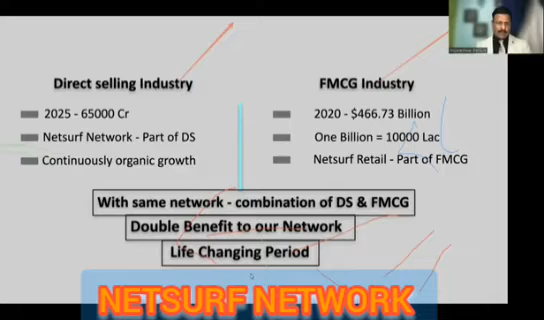 Direct selling Industry
2025 - 65000 Cr
Netsurf Network - Part of DS
Continuously organic growth
FMCG Industry
2020 - $466.73 Billion
One Billion = 10000 Lac
Netsurf Retail - Part of FMCG
With same network - combination of DS & FMCG
Double Benefit to our Network
Life Changing Period
NETSURF NETWORK